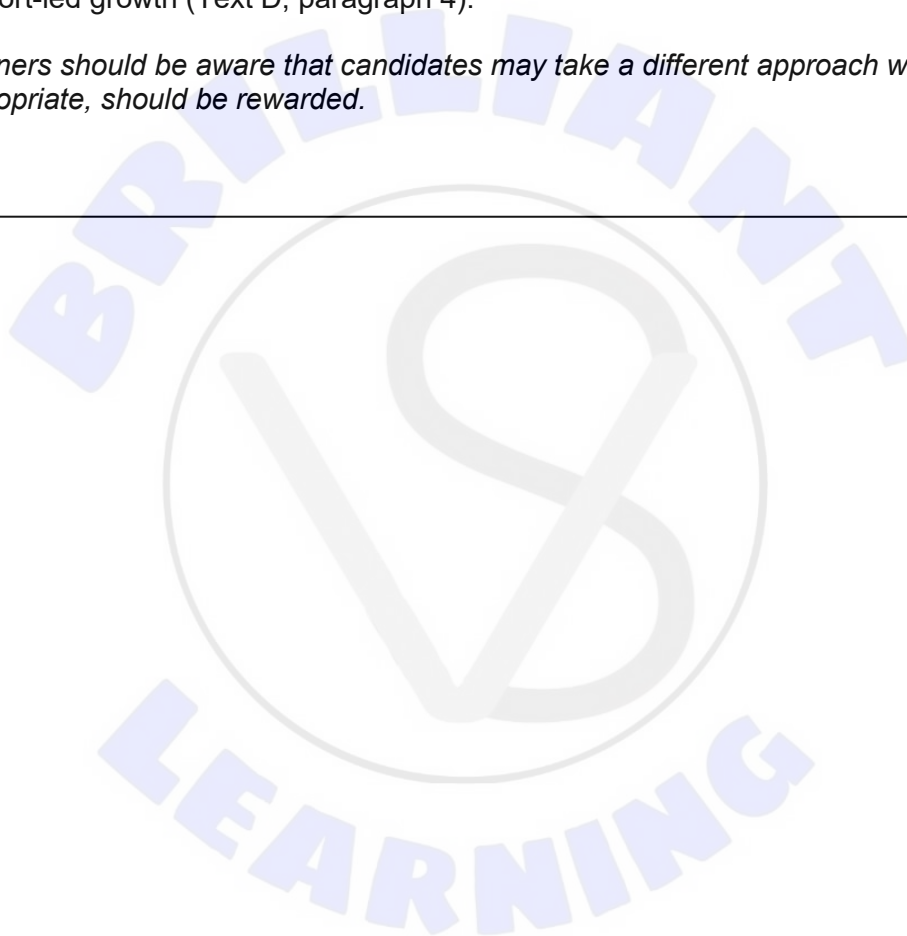 ort-led growth (Text D, paragraph 4).
ners should be aware that candidates may take a different approach w
opriate, should be rewarded.
BRILLIANT
VS
LEARNING